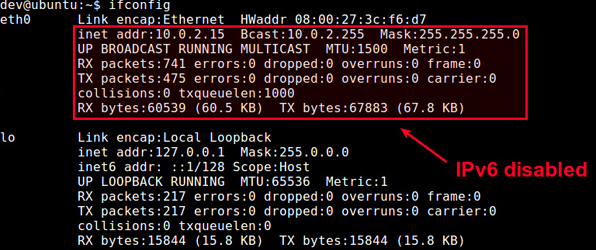 dev@ubuntu:~$ ifconfig
eth0      Link encap:Ethernet  HWaddr 08:00:27:3c:f6:d7
          inet addr:10.0.2.15  Bcast:10.0.2.255  Mask:255.255.255.0
          UP BROADCAST RUNNING MULTICAST  MTU:1500  Metric:1
          RX packets:741 errors:0 dropped:0 overruns:0 frame:0
          TX packets:475 errors:0 dropped:0 overruns:0 carrier:0
          collisions:0 txqueuelen:1000
          RX bytes:60539 (60.5 KB)  TX bytes:67883 (67.8 KB)
lo        Link encap:Local Loopback
          inet addr:127.0.0.1  Mask:255.0.0.0
          inet6 addr: ::1/128 Scope:Host
          UP LOOPBACK RUNNING  MTU:65536  Metric:1
          RX packets:217 errors:0 dropped:0 overruns:0 frame:0
          TX packets:217 errors:0 dropped:0 overruns:0 carrier:0
          collisions:0 txqueuelen:0
          RX bytes:15844 (15.8 KB)  TX bytes:15844 (15.8 KB)
IPv6 disabled